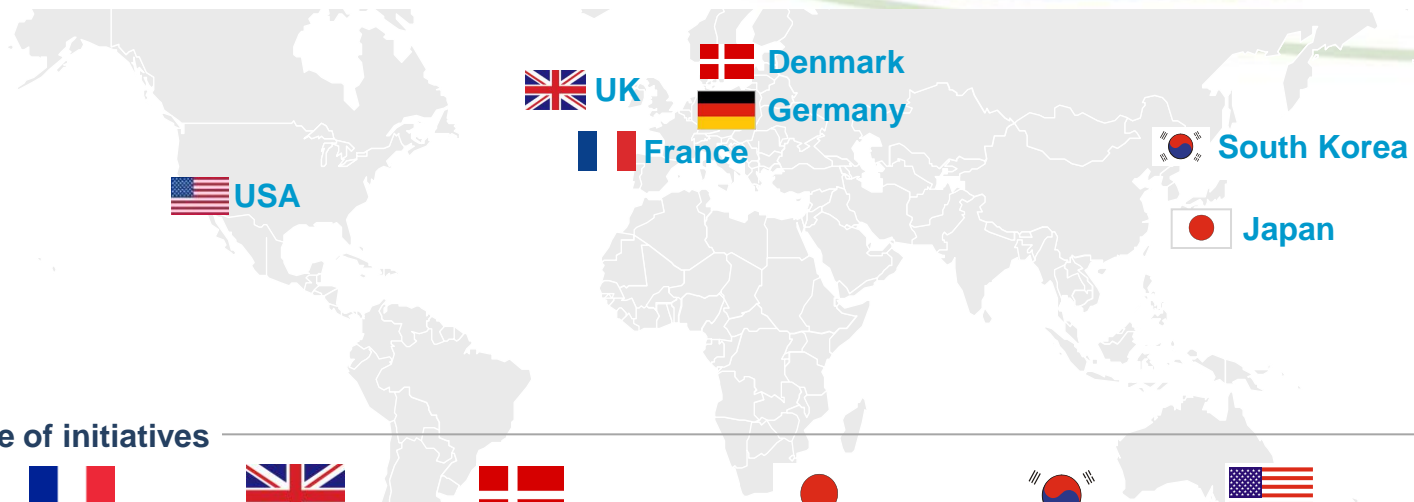 Denmark
UK
Germany
France
South Korea
USA
Japan
e of initiatives